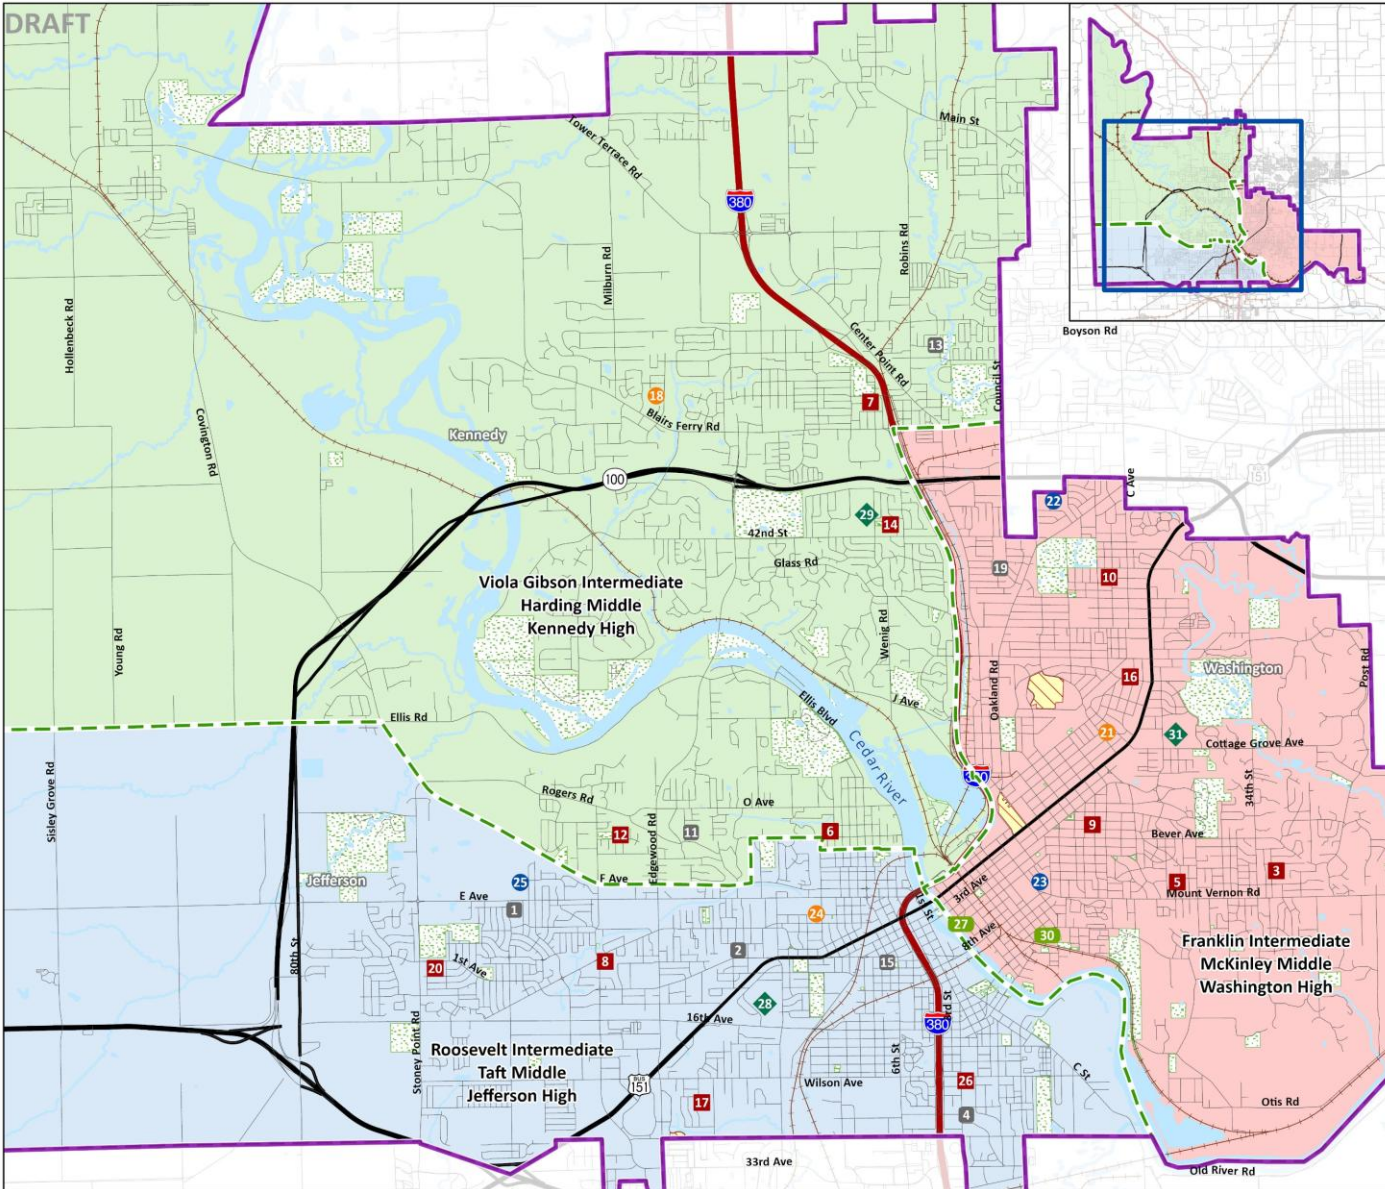 DRAFT
Main St
Tower Terrace Rd
380
Robins Rd
Milburn Rd
Hollenbeck Rd
Boyson Rd
Center Point Rd
13
Council St
18
7
Covington Rd
Blairs Ferry Rd
Kennedy
100
C Ave
151
22
29
14
42nd St
Glass Rd
19
10
Viola Gibson Intermediate
Harding Middle
Kennedy High
Young Rd
Wenig Rd
Post Rd
Washington
16
Oakland Rd
J Ave
Ellis Rd
Ellis Blvd
Cedar River
21
31
Cottage Grove Ave
Sisley Grove Rd
34th St
Rogers Rd
O Ave
12
11
6
Edgewood Rd
9
Bever Ave
3
Jefferson
25
F Ave
23
5
Mount Vernon Rd
E Ave
1
24
3rd Ave
1st St
27
30
8th Ave
Franklin Intermediate
McKinley Middle
Washington High
80th St
20
1st Ave
8
2
15
28
16th Ave
380
Stoney Point Rd
Roosevelt Intermediate
Taft Middle
Jefferson High
BUS
151
6th St
Wilson Ave
26
C St
17
4
Otis Rd
33rd Ave
Old River Rd